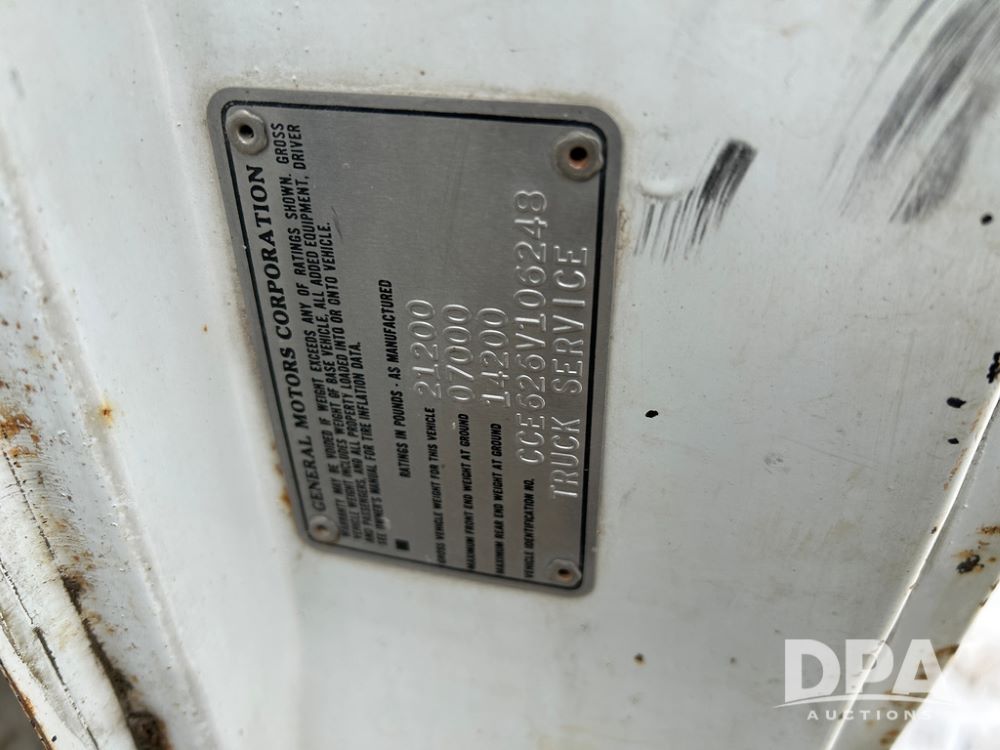 GENERAL MOTORS CORPORATION
WARRANTY MAY BE VOIDED IF WEIGHT EXCEEDS ANY OF RATINGS SHOWN. GROSS
VEHICLE WEIGHT INCLUDES WEIGHT OF BASE VEHICLE, ALL ADDED EQUIPMENT, DRIVER
AND PASSENGERS, AND ALL PROPERTY LOADED INTO OR ONTO VEHICLE.
SEE OWNER'S MANUAL FOR TIRE INFLATION DATA.
RATINGS IN POUNDS - AS MANUFACTURED
GROSS VEHICLE WEIGHT FOR THIS VEHICLE 21200
MAXIMUM FRONT END WEIGHT AT GROUND 07000
MAXIMUM REAR END WEIGHT AT GROUND 14200
VEHICLE IDENTIFICATION NO. CCE626V106248
TRUCK SERVICE
DPA
AUCTIONS